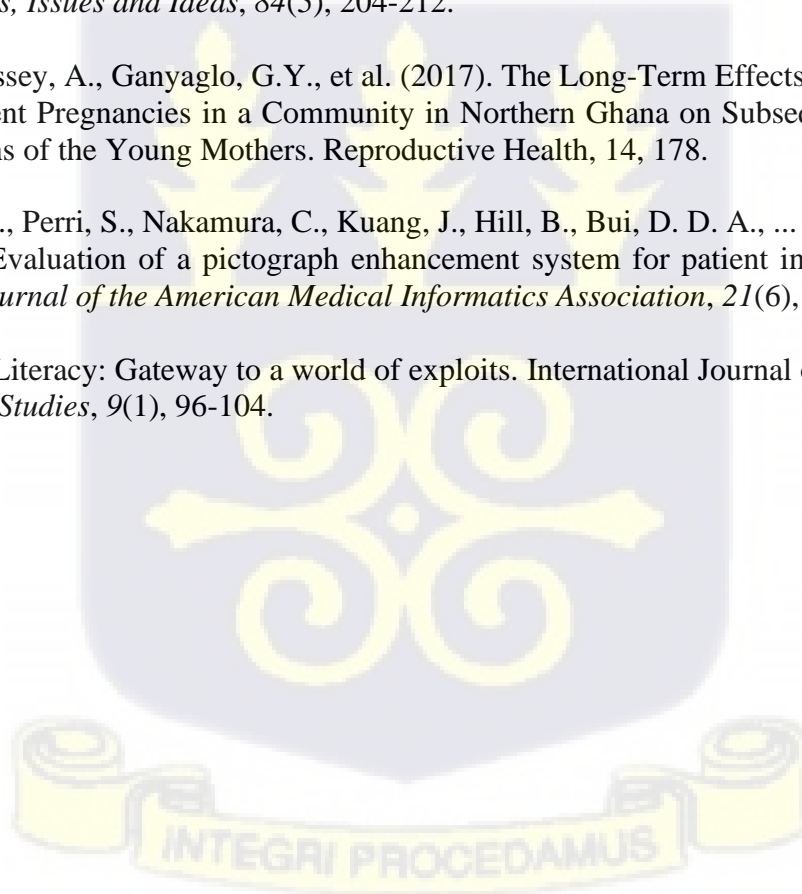 s, Issues and Ideas, 84(5), 204-212.
ssey, A., Ganyaglo, G.Y., et al. (2017). The Long-Term Effects
ent Pregnancies in a Community in Northern Ghana on Subsec
ns of the Young Mothers. Reproductive Health, 14, 178.
., Perri, S., Nakamura, C., Kuang, J., Hill, B., Bui, D. D. A., ...
Evaluation of a pictograph enhancement system for patient in
urnal of the American Medical Informatics Association, 21(6),
Literacy: Gateway to a world of exploits. International Journal
Studies, 9(1), 96-104.
INTEGRI PROCEDAMUS